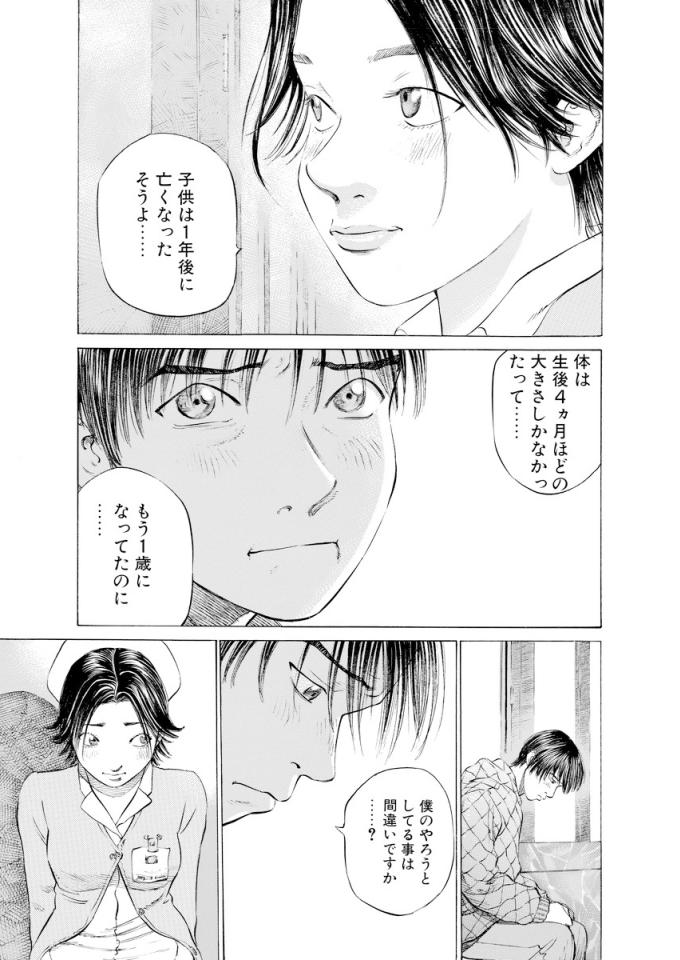 子供は１年後に
亡くなった
そうよ……
体は
生後４ヵ月ほどの
大きさしかなかっ
たって……
もう１歳に
なってたのに
……
僕のやろうと
してる事は
間違いですか
……？